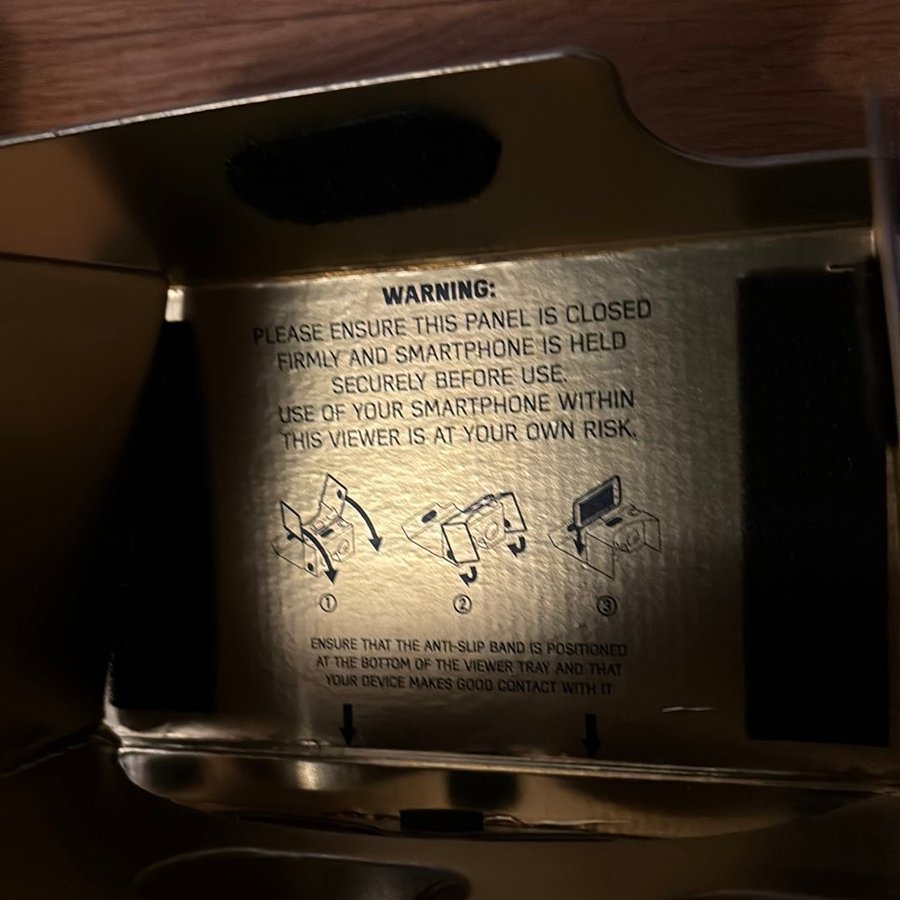 WARNING:
PLEASE ENSURE THIS PANEL IS CLOSED
FIRMLY AND SMARTPHONE IS HELD
SECURELY BEFORE USE.
USE OF YOUR SMARTPHONE WITHIN
THIS VIEWER IS AT YOUR OWN RISK.
① ② ③
ENSURE THAT THE ANTI-SLIP BAND IS POSITIONED
AT THE BOTTOM OF THE VIEWER TRAY AND THAT
YOUR DEVICE MAKES GOOD CONTACT WITH IT